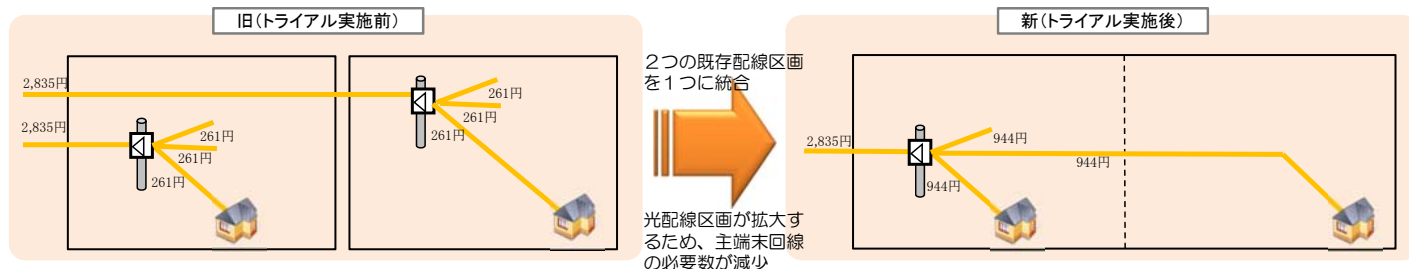 旧(トライアル実施前)
2,835円
2,835円
261円
261円
261円
261円
261円
261円
2つの既存配線区画
を1つに統合
光配線区画が拡大す
るため、主端末回線
の必要数が減少
新(トライアル実施後)
2,835円
944円
944円
944円